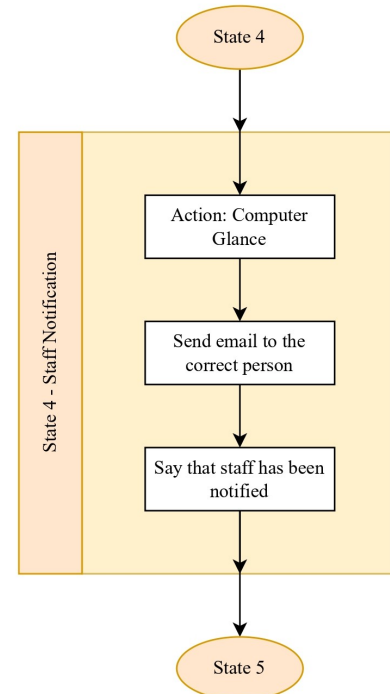 State 4
State 4 - Staff Notification
Action: Computer
Glance
Send email to the
correct person
Say that staff has been
notified
State 5